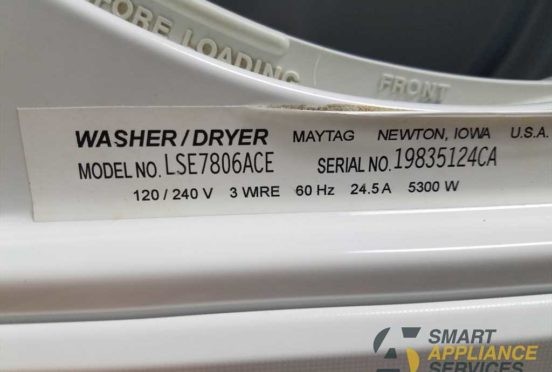 FORE LOADING
FRONT
WASHER/DRYER MAYTAG NEWTON, IOWA U.S.A.
MODEL NO. LSE7806ACE SERIAL NO. 19835124CA
120/240 V 3 WIRE 60 Hz 24.5 A 5300 W
SMART
APPLIANCE
SERVICES